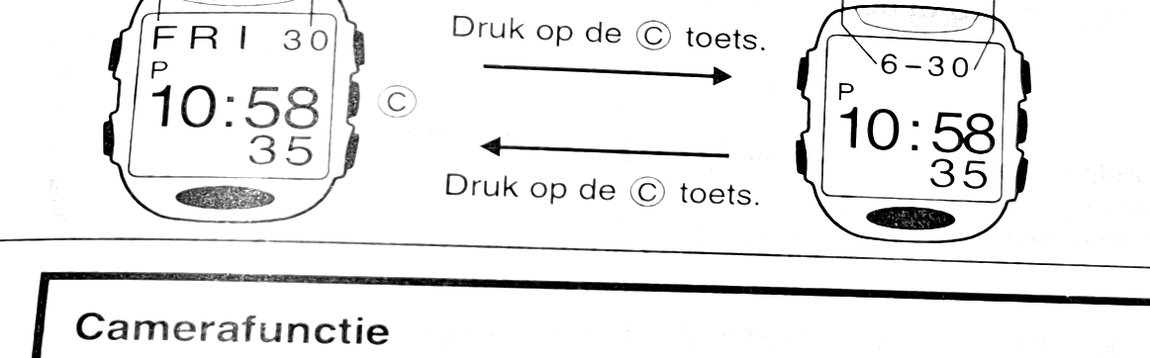 Druk op de Ⓒ toets.
FRI 30
P
10:58
35
Ⓒ
6-30
P
10:58
35
Druk op de Ⓒ toets.
Camerafunctie